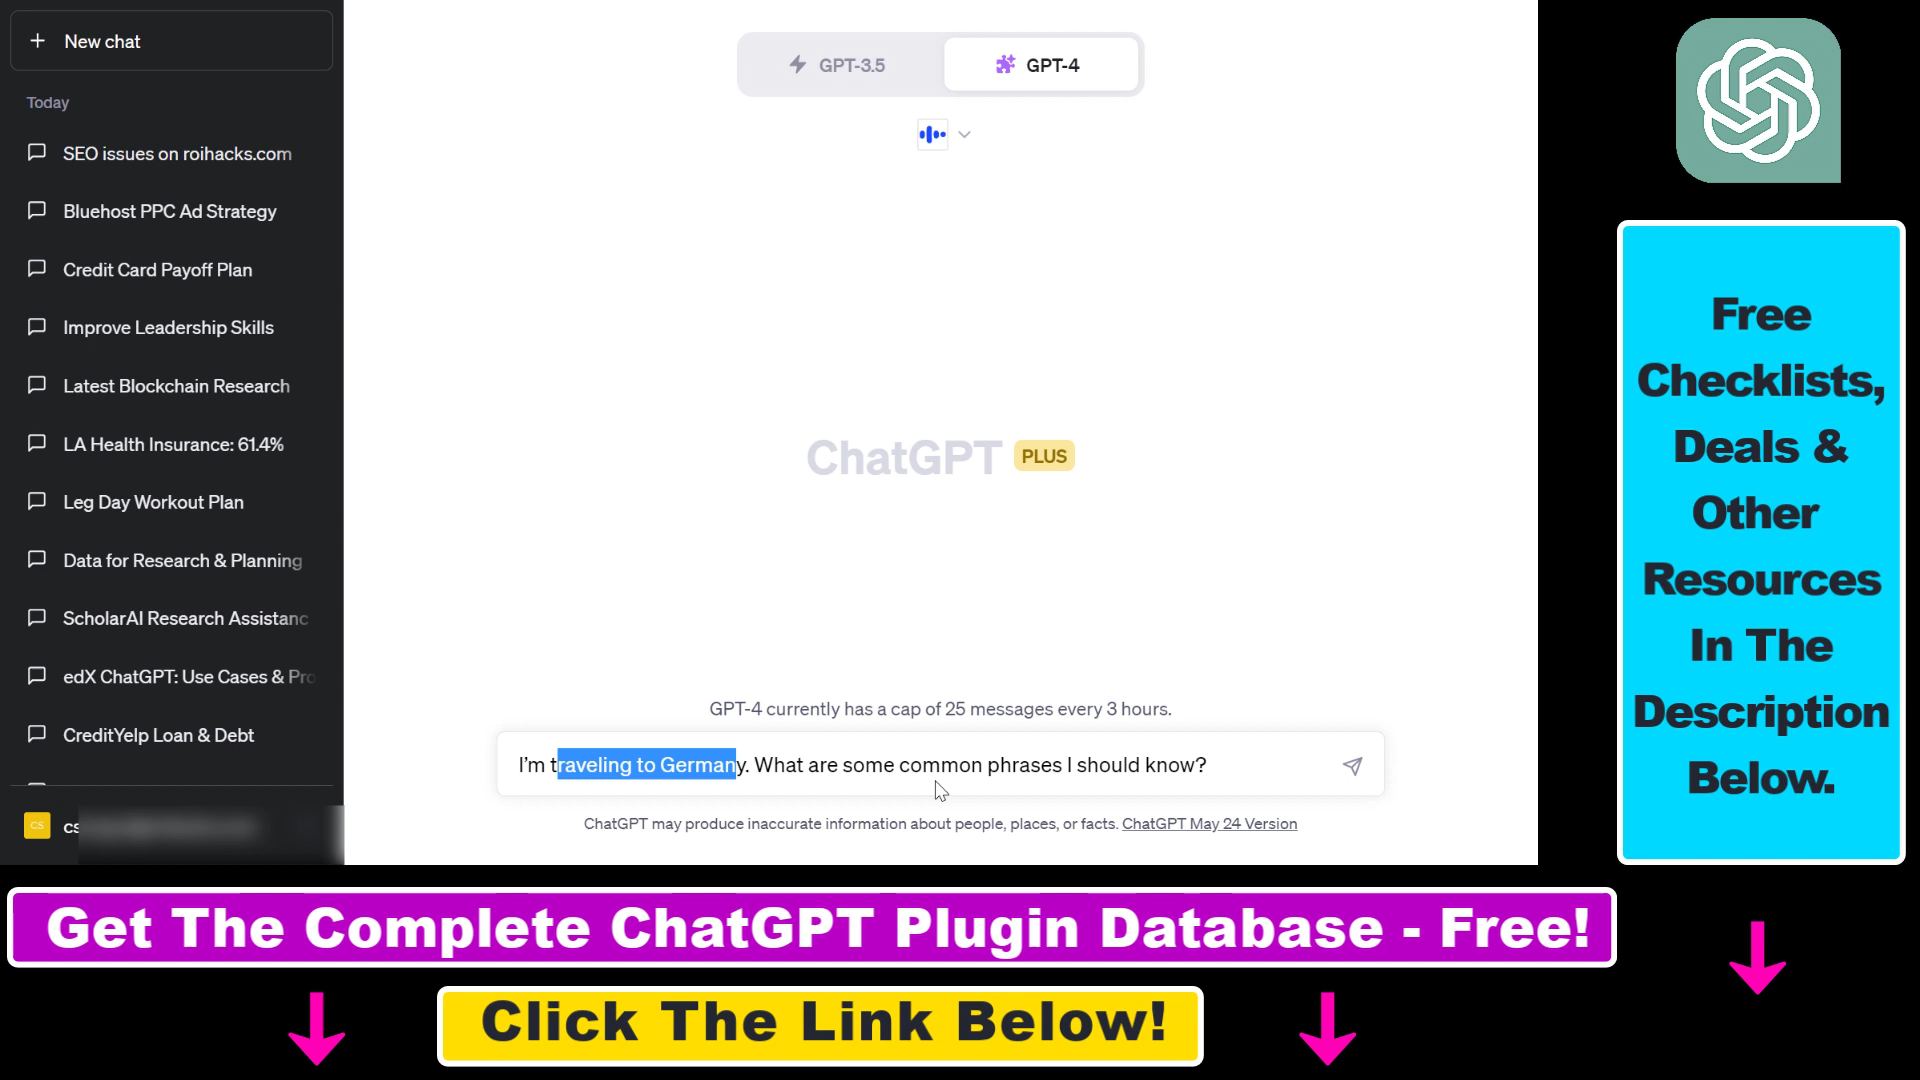 New chat
Today
SEO issues on roihacks.com
Bluehost PPC Ad Strategy
Credit Card Payoff Plan
Improve Leadership Skills
Latest Blockchain Research
LA Health Insurance: 61.4%
Leg Day Workout Plan
Data for Research & Planning
ScholarAI Research Assistanc
edX ChatGPT: Use Cases & Pro
CreditYelp Loan & Debt
CS cs
GPT-3.5
GPT-4
ChatGPT PLUS
GPT-4 currently has a cap of 25 messages every 3 hours.
I'm traveling to Germany. What are some common phrases I should know?
ChatGPT may produce inaccurate information about people, places, or facts. ChatGPT May 24 Version
Free
Checklists,
Deals &
Other
Resources
In The
Description
Below.
Get The Complete ChatGPT Plugin Database - Free!
Click The Link Below!